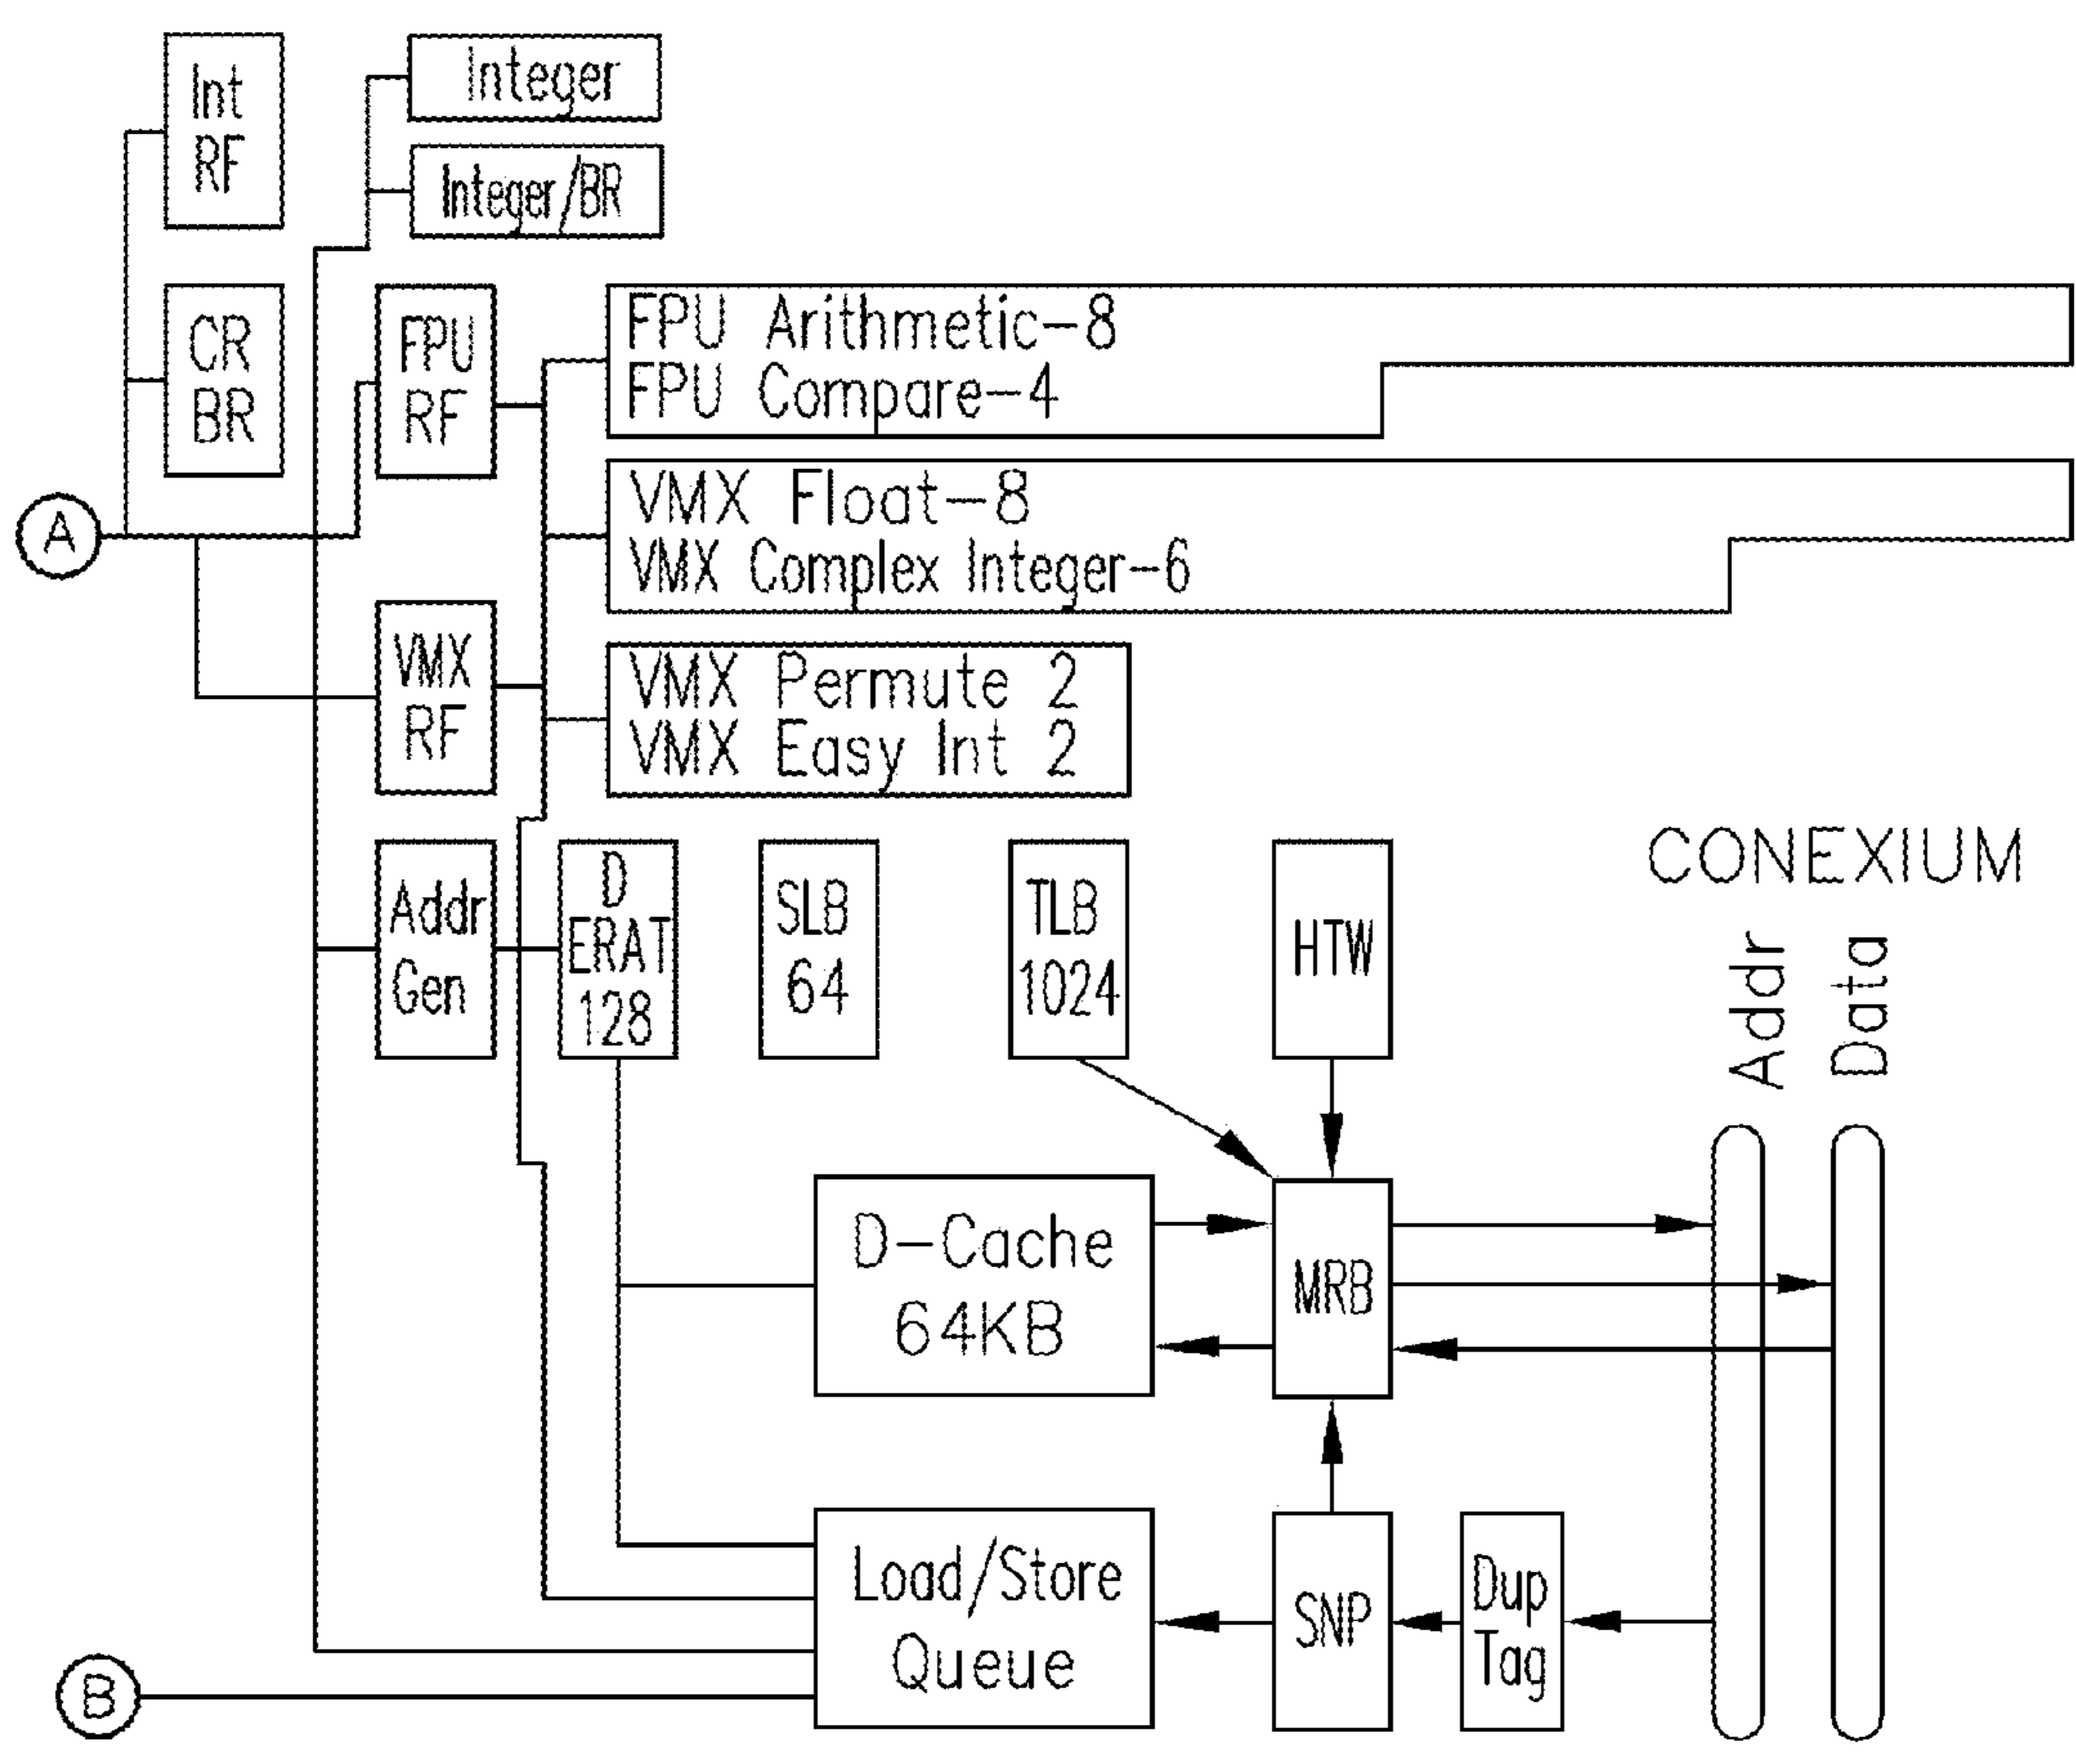 Int
RF
Integer
Integer/BR
CR
BR
FPU
RF
FPU Arithmetic-8
FPU Compare-4
A
VMX Float-8
VMX Complex Integer-6
VMX
RF
VMX Permute 2
VMX Easy Int 2
Addr
Gen
D
ERAT
128
SLB
64
TLB
1024
HTW
CONEXIUM
Addr
Data
D-Cache
64KB
MRB
Load/Store
Queue
SNP
Dup
Tag
B